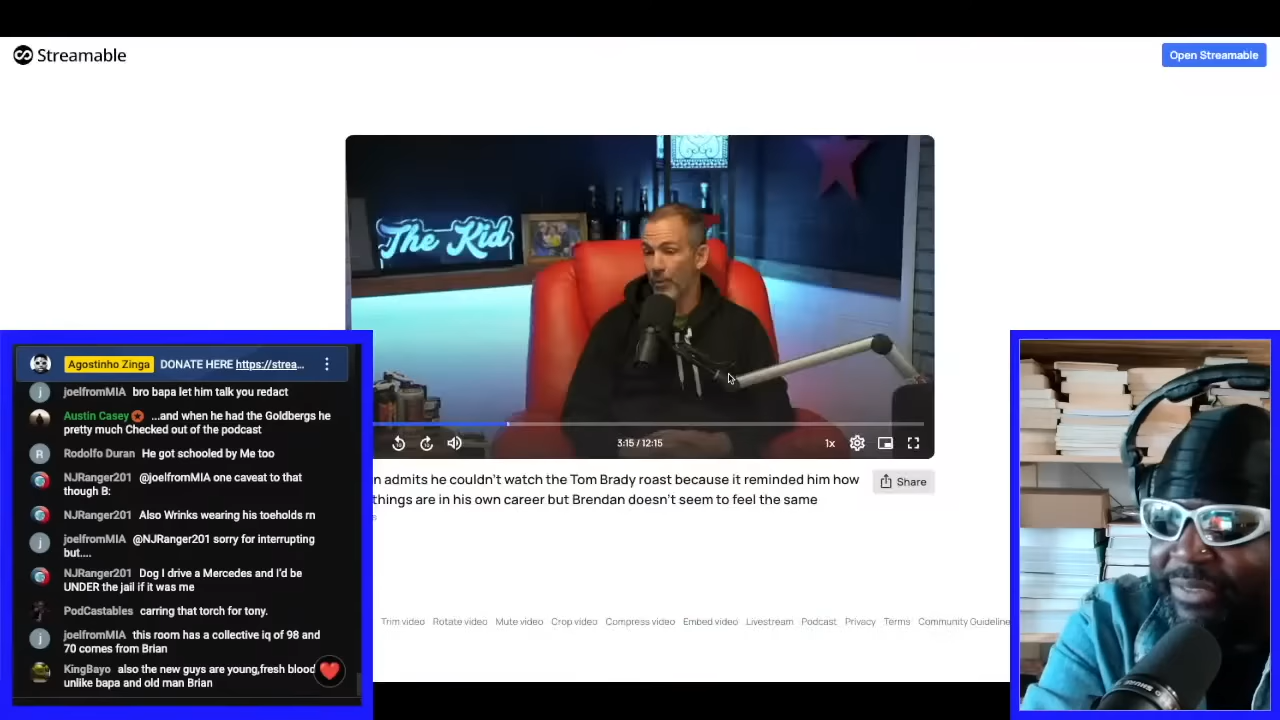 Streamable
Open Streamable
The Kid
3:15 / 12:15
1x
n admits he couldn't watch the Tom Brady roast because it reminded him how
things are in his own career but Brendan doesn't seem to feel the same
Share
Trim video Rotate video Mute video Crop video Compress video Embed video Livestream Podcast Privacy Terms Community Guideline
Agostinho Zinga DONATE HERE https://strea...
joelfromMIA bro bapa let him talk you redact
Austin Casey ...and when he had the Goldbergs he
pretty much Checked out of the podcast
Rodolfo Duran He got schooled by Me too
NJRanger201 @joelfromMIA one caveat to that
though B:
NJRanger201 Also Wrinks wearing his toeholds rn
joelfromMIA @NJRanger201 sorry for interrupting
but....
NJRanger201 Dog I drive a Mercedes and I'd be
UNDER the jail if it was me
PodCastables carring that torch for tony.
joelfromMIA this room has a collective iq of 98 and
70 comes from Brian
KingBayo also the new guys are young,fresh blood
unlike bapa and old man Brian